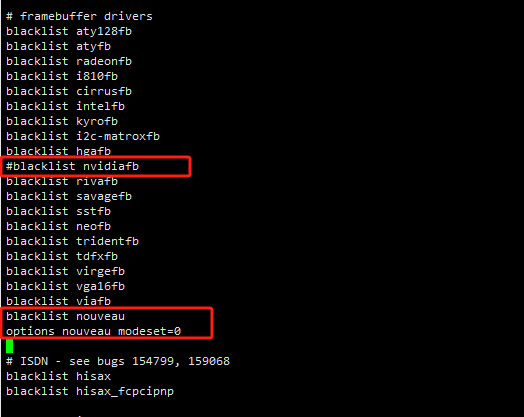 # framebuffer drivers
blacklist aty128fb
blacklist atyfb
blacklist radeonfb
blacklist i810fb
blacklist cirrusfb
blacklist intelfb
blacklist kyrofb
blacklist i2c-matroxfb
blacklist hgafb
#blacklist nvidiafb
blacklist rivafb
blacklist savagefb
blacklist sstfb
blacklist neofb
blacklist tridentfb
blacklist tdfxfb
blacklist virgefb
blacklist vga16fb
blacklist viafb
blacklist nouveau
options nouveau modeset=0
# ISDN - see bugs 154799, 159068
blacklist hisax
blacklist hisax_fcpcipnp